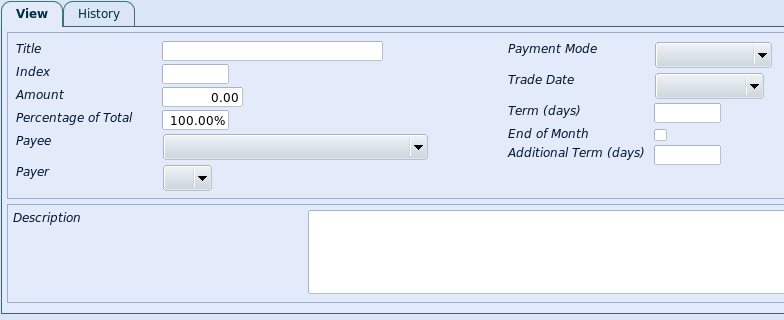 View History
Title
Index
Amount 0.00
Percentage of Total 100.00%
Payee
Payer
Payment Mode
Trade Date
Term (days)
End of Month
Additional Term (days)
Description